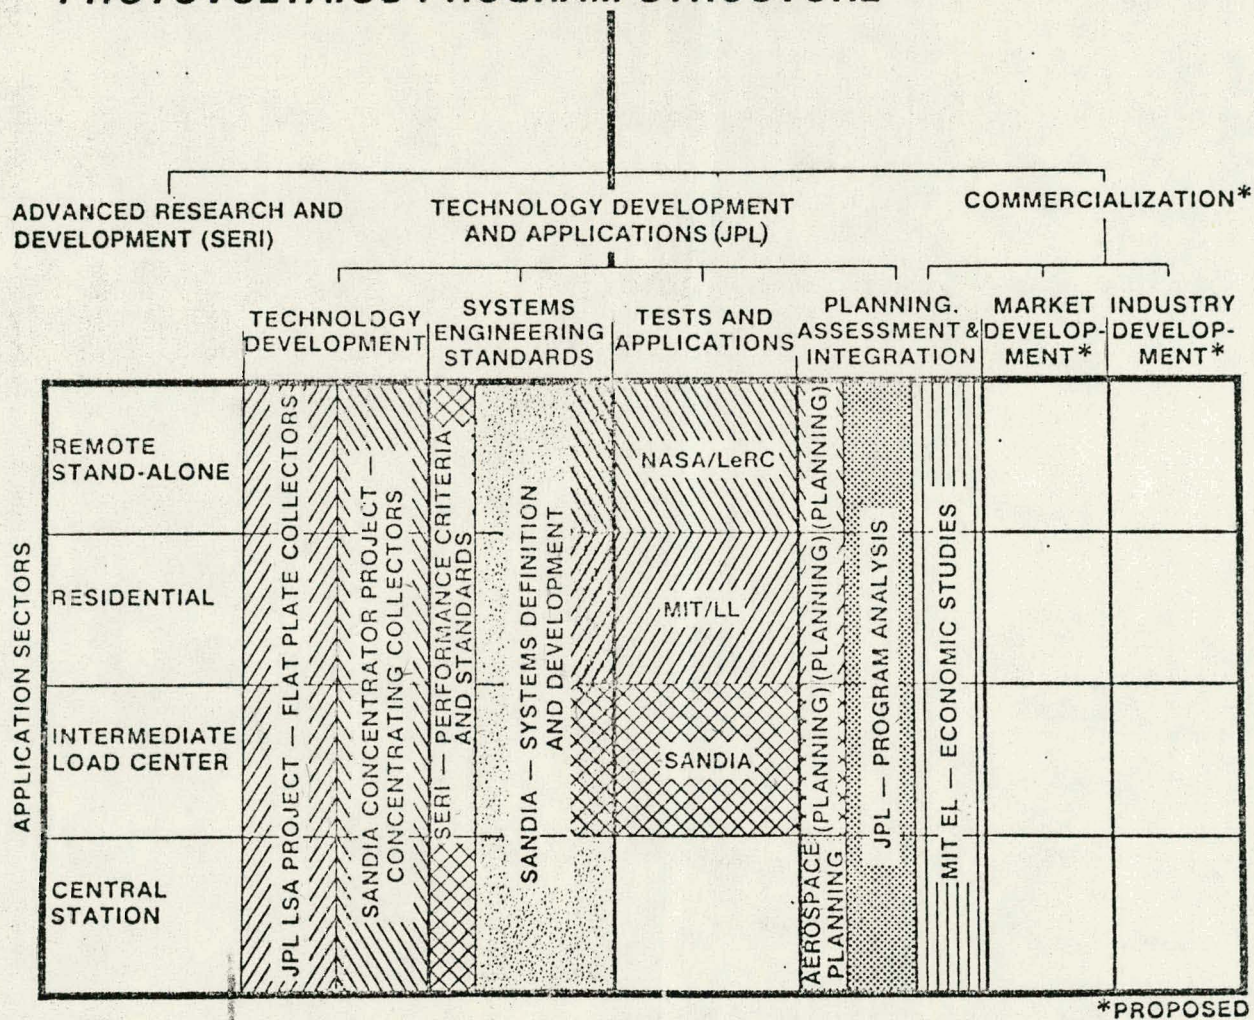 PHOTOVOLTAICS PROGRAM STRUCTURE
ADVANCED RESEARCH AND
DEVELOPMENT (SERI)
TECHNOLOGY DEVELOPMENT
AND APPLICATIONS (JPL)
COMMERCIALIZATION*
TECHNOLOGY
DEVELOPMENT
SYSTEMS
ENGINEERING
STANDARDS
TESTS AND
APPLICATIONS
PLANNING.
ASSESSMENT &
INTEGRATION
MARKET
DEVELOP-
MENT*
INDUSTRY
DEVELOP-
MENT*
APPLICATION SECTORS
REMOTE
STAND-ALONE
RESIDENTIAL
INTERMEDIATE
LOAD CENTER
CENTRAL
STATION
JPL LSA PROJECT — FLAT PLATE COLLECTORS
SANDIA CONCENTRATOR PROJECT —
CONCENTRATING COLLECTORS
SERI — PERFORMANCE CRITERIA
AND STANDARDS
SANDIA — SYSTEMS DEFINITION
AND DEVELOPMENT
NASA/LeRC
MIT/LL
SANDIA
(PLANNING)
(PLANNING)
(PLANNING)
AEROSPACE
PLANNING
JPL — PROGRAM ANALYSIS
MIT EL — ECONOMIC STUDIES
*PROPOSED